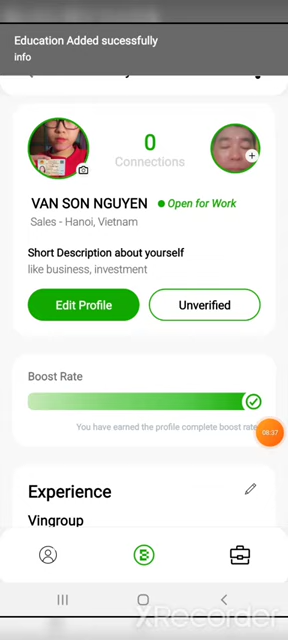 Education Added sucessfully
info
0
Connections
VAN SON NGUYEN
Open for Work
Sales - Hanoi, Vietnam
Short Description about yourself
like business, investment
Edit Profile
Unverified
Boost Rate
You have earned the profile complete boost rate
08:37
Experience
Vingroup
XRecorder